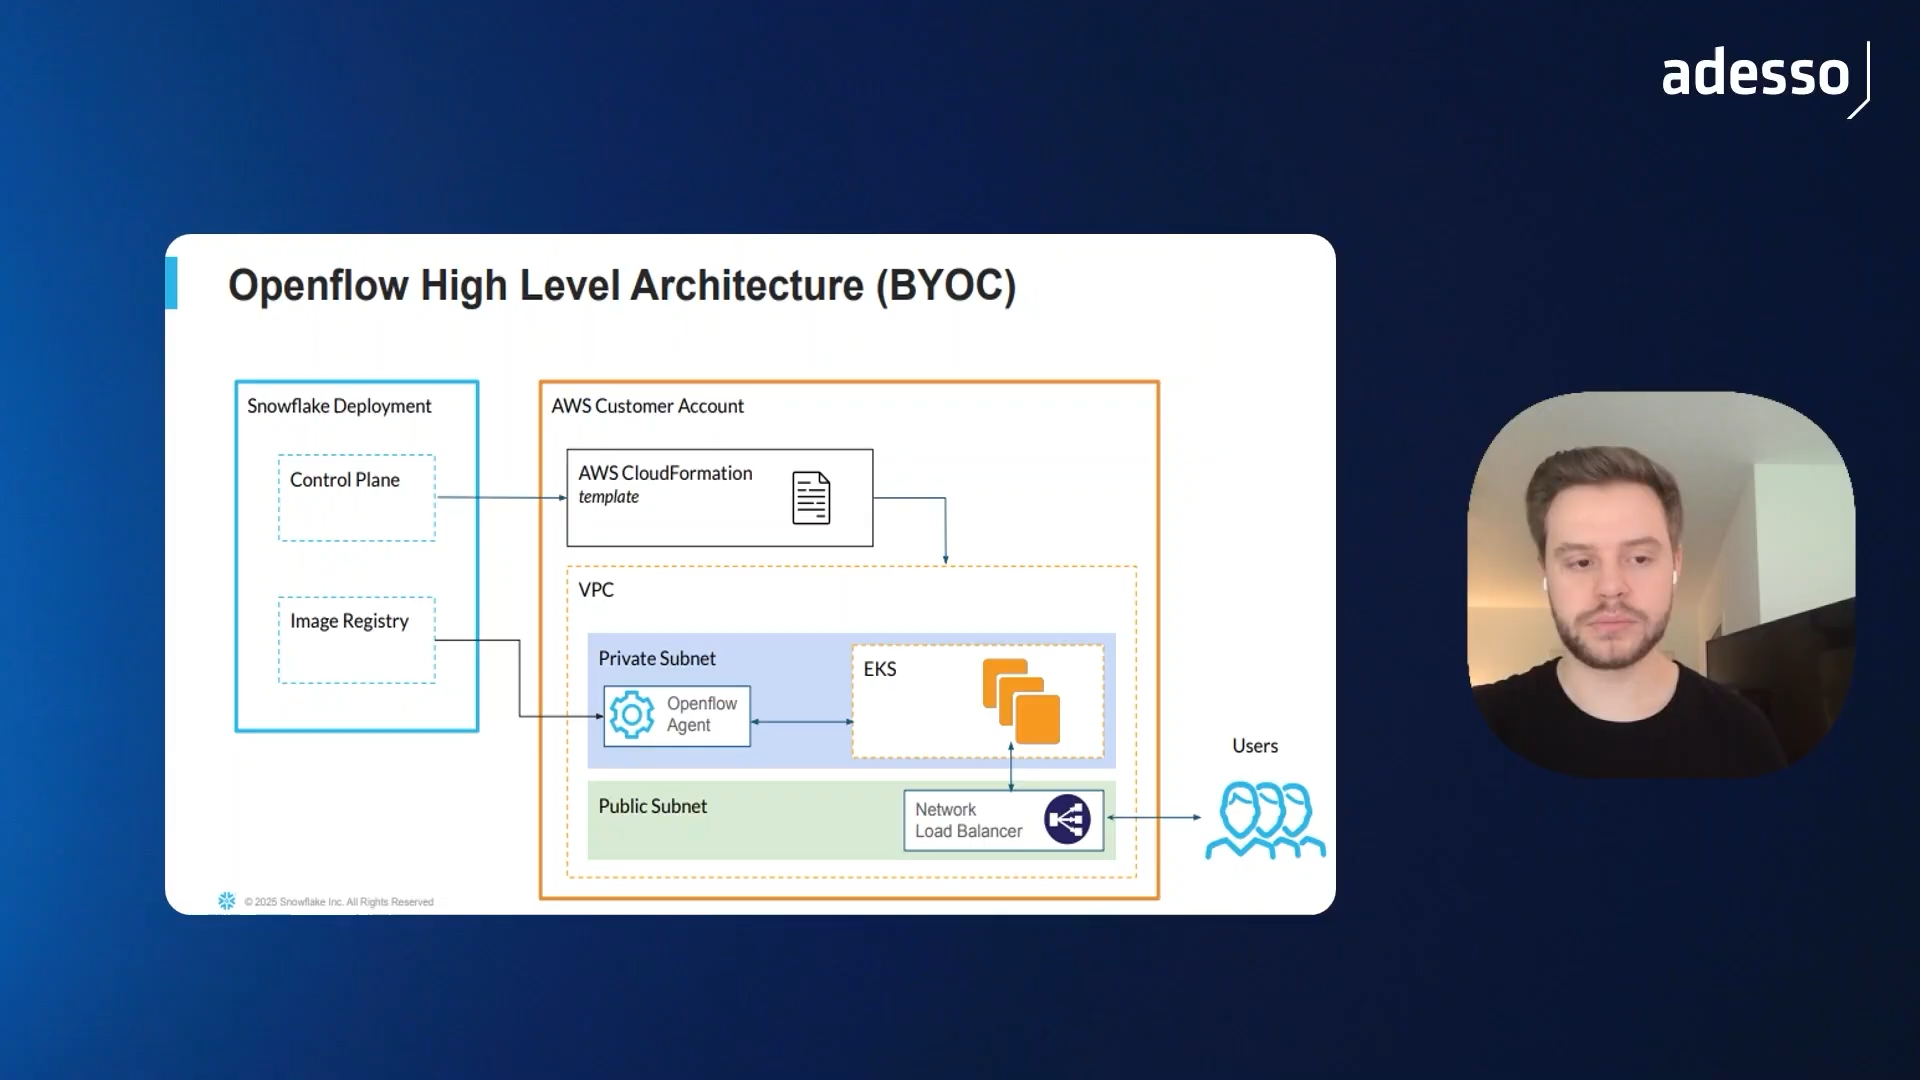 adesso
Openflow High Level Architecture (BYOC)
Snowflake Deployment
Control Plane
Image Registry
AWS Customer Account
AWS CloudFormation
template
VPC
Private Subnet
Openflow
Agent
EKS
Public Subnet
Network
Load Balancer
Users
© 2025 Snowflake Inc. All Rights Reserved